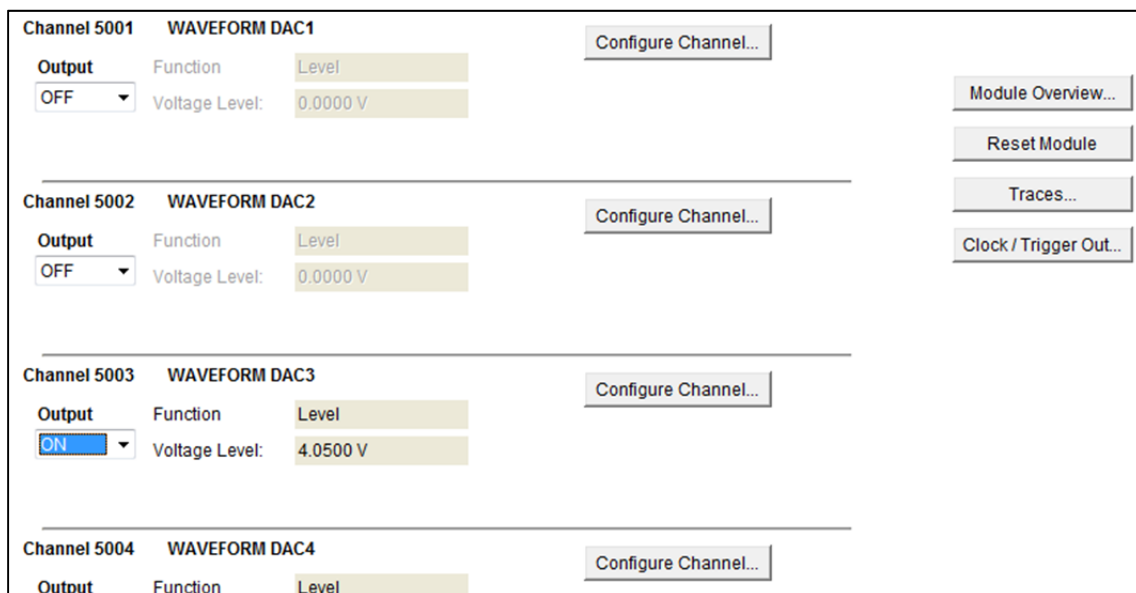 Channel 5001 WAVEFORM DAC1
Configure Channel...
Output Function Level
OFF Voltage Level: 0.0000 V
Module Overview...
Reset Module
Traces...
Clock / Trigger Out...
Channel 5002 WAVEFORM DAC2
Configure Channel...
Output Function Level
OFF Voltage Level: 0.0000 V
Channel 5003 WAVEFORM DAC3
Configure Channel...
Output Function Level
ON Voltage Level: 4.0500 V
Channel 5004 WAVEFORM DAC4
Configure Channel...
Output Function Level